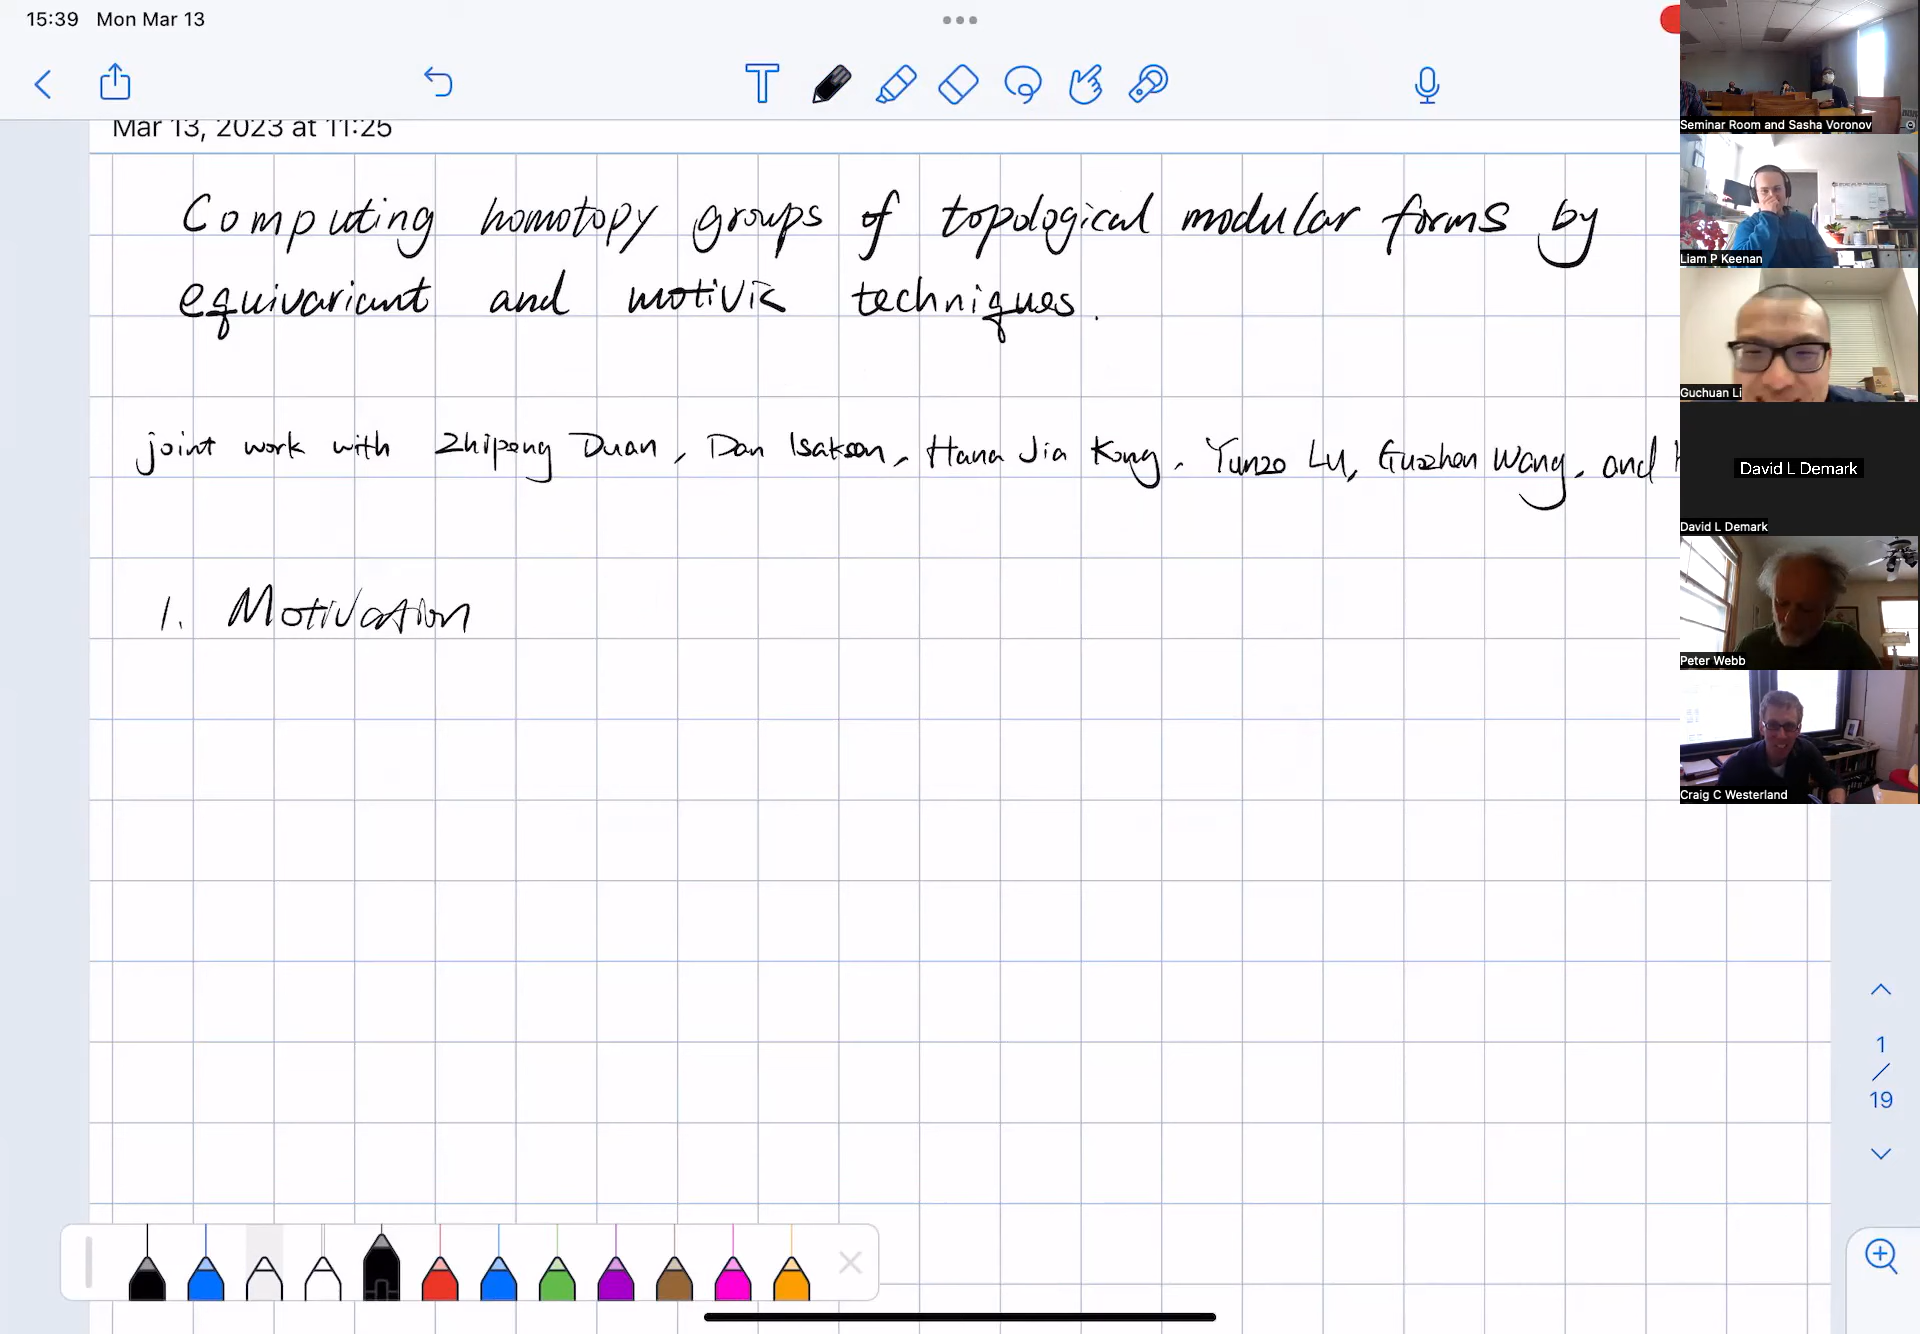 15:39 Mon Mar 13
Mar 13, 2023 at 11:25
Computing homotopy groups of topological modular forms by
equivariant and motivic techniques.
joint work with Zhipeng Duan, Dan Isaksen, Hana Jia Kong, Yunze Lu, Guozhen Wang, and
1. Motivation
Seminar Room and Sasha Voronov
Liam P Keenan
Guchuan Li
David L Demark
David L Demark
Peter Webb
Craig C Westerland
1
/
19